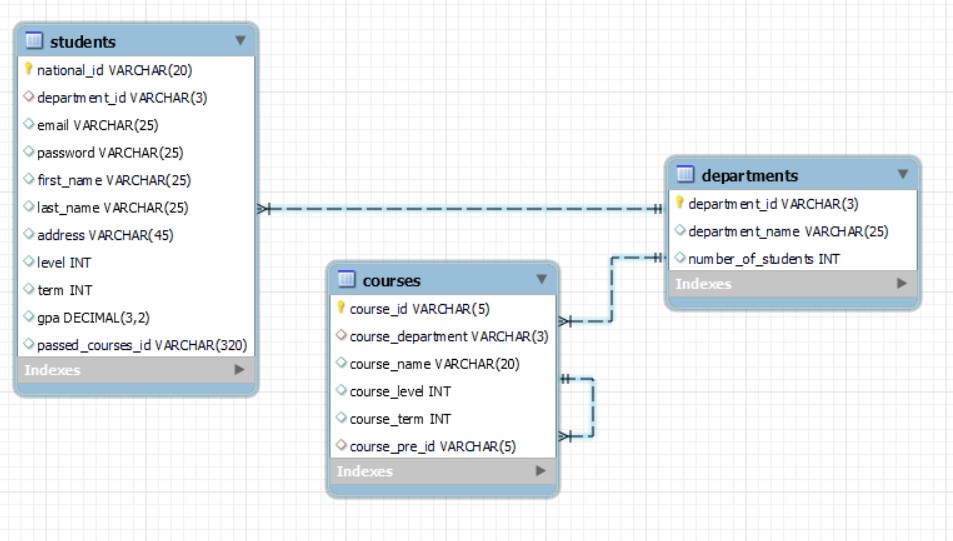 students
national_id VARCHAR(20)
department_id VARCHAR(3)
email VARCHAR(25)
password VARCHAR(25)
first_name VARCHAR(25)
last_name VARCHAR(25)
address VARCHAR(45)
level INT
term INT
gpa DECIMAL(3,2)
passed_courses_id VARCHAR(320)
Indexes
departments
department_id VARCHAR(3)
department_name VARCHAR(25)
number_of_students INT
Indexes
courses
course_id VARCHAR(5)
course_department VARCHAR(3)
course_name VARCHAR(20)
course_level INT
course_term INT
course_pre_id VARCHAR(5)
Indexes